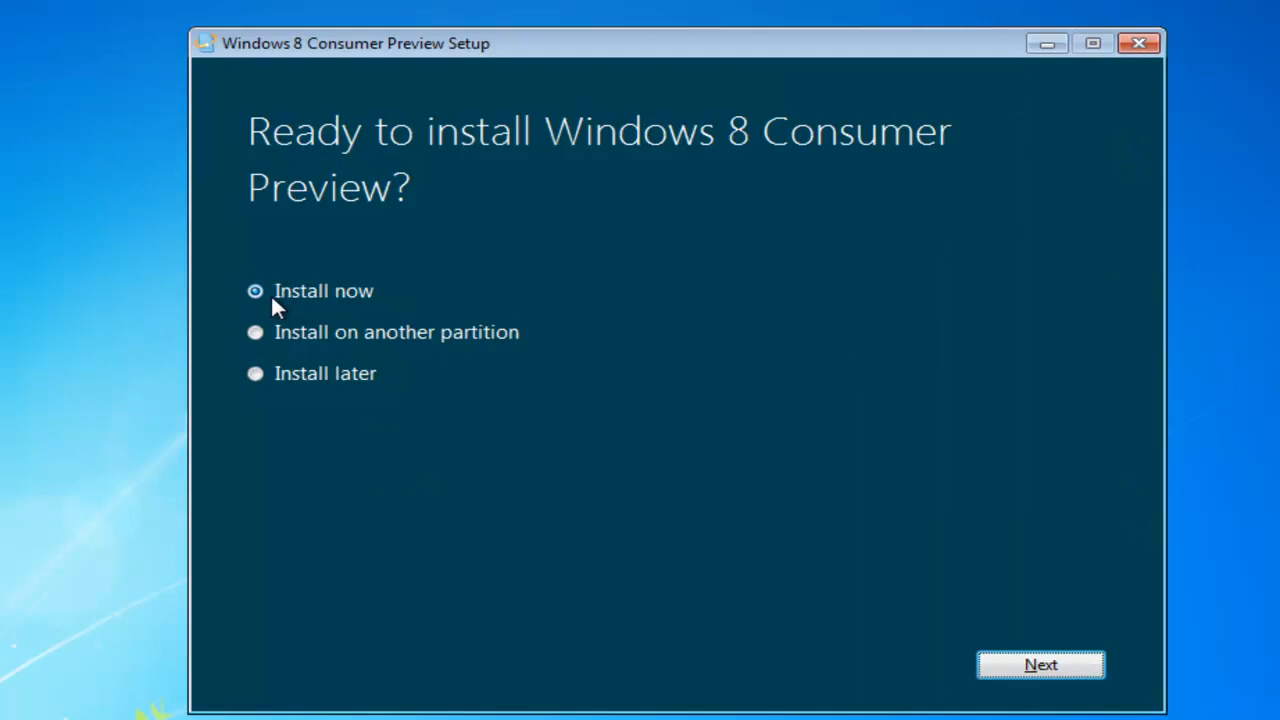 Windows 8 Consumer Preview Setup
Ready to install Windows 8 Consumer
Preview?
Install now
Install on another partition
Install later
Next